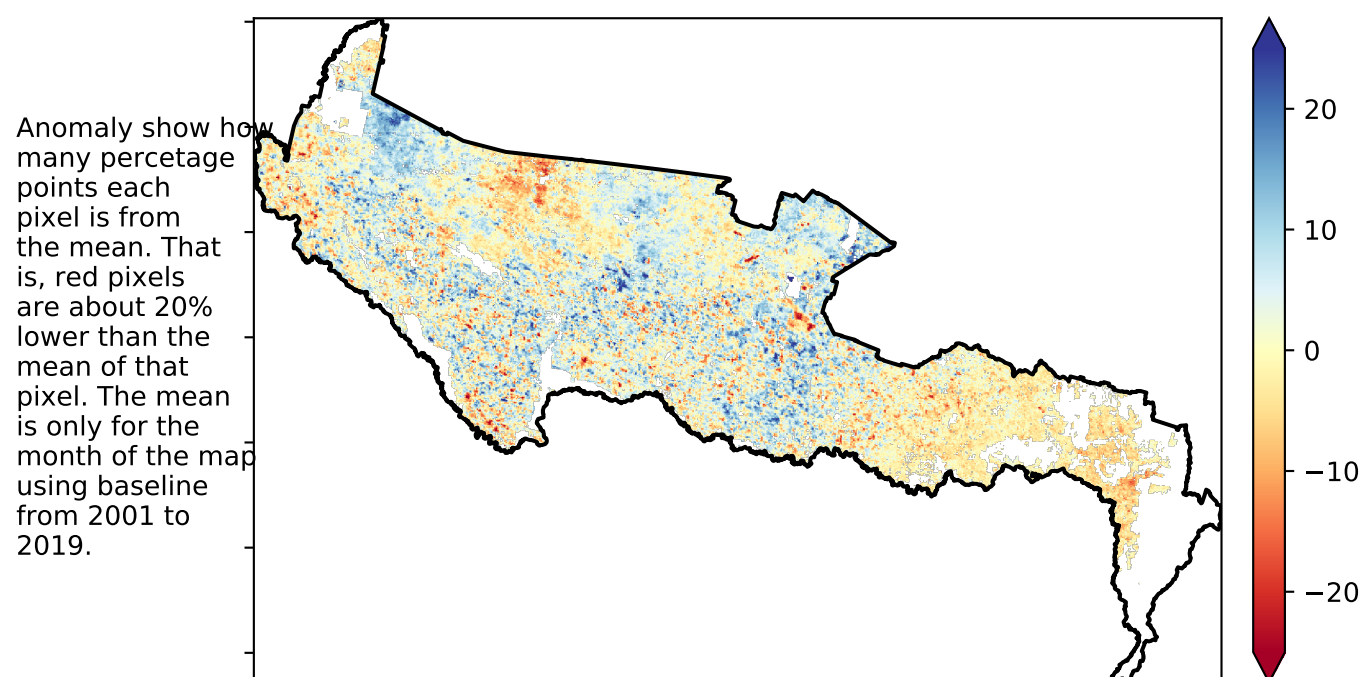 Anomaly show how
many percetage
points each
pixel is from
the mean. That
is, red pixels
are about 20%
lower than the
mean of that
pixel. The mean
is only for the
month of the map
using baseline
from 2001 to
2019.
20
10
0
−10
−20